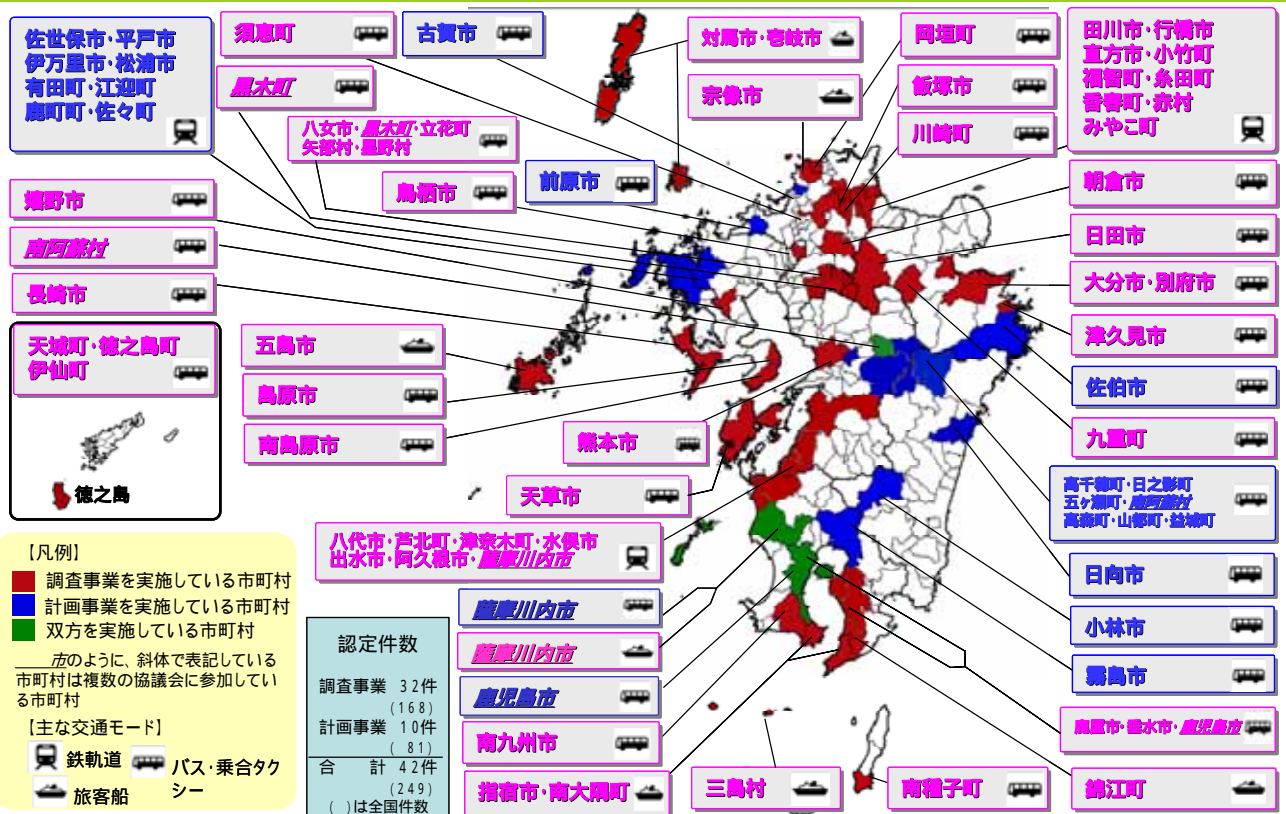 佐世保市・平戸市
伊万里市・松浦市
有田町・江迎町
鹿町町・佐々町
須恵町
古賀市
対馬市・壱岐市
岡垣町
田川市・行橋市
直方市・小竹町
福智町・糸田町
香春町・赤村
みやこ町
黒木町
宗像市
飯塚市
八女市・黒木町・立花町
矢部村・星野村
川崎町
鳥栖市
前原市
朝倉市
嬉野市
日田市
南阿蘇村
大分市・別府市
長崎市
津久見市
天城町・徳之島町
伊仙町
徳之島
五島市
島原市
南島原市
佐伯市
熊本市
九重町
天草市
高千穂町・日之影町
五ヶ瀬町・南阿蘇村
高森町・山都町・益城町
八代市・芦北町・津奈木町・水俣市
出水市・阿久根市・薩摩川内市
日向市
薩摩川内市
小林市
薩摩川内市
霧島市
鹿児島市
鹿屋市・垂水市・鹿児島市
南九州市
指宿市・南大隅町
三島村
南種子町
錦江町
【凡例】
調査事業を実施している市町村
計画事業を実施している市町村
双方を実施している市町村
＿＿市のように、斜体で表記している
市町村は複数の協議会に参加してい
る市町村
【主な交通モード】
鉄軌道
バス・乗合タク
シー
旅客船
認定件数
調査事業 32件
(168)
計画事業 10件
( 81)
合 計 42件
(249)
( )は全国件数